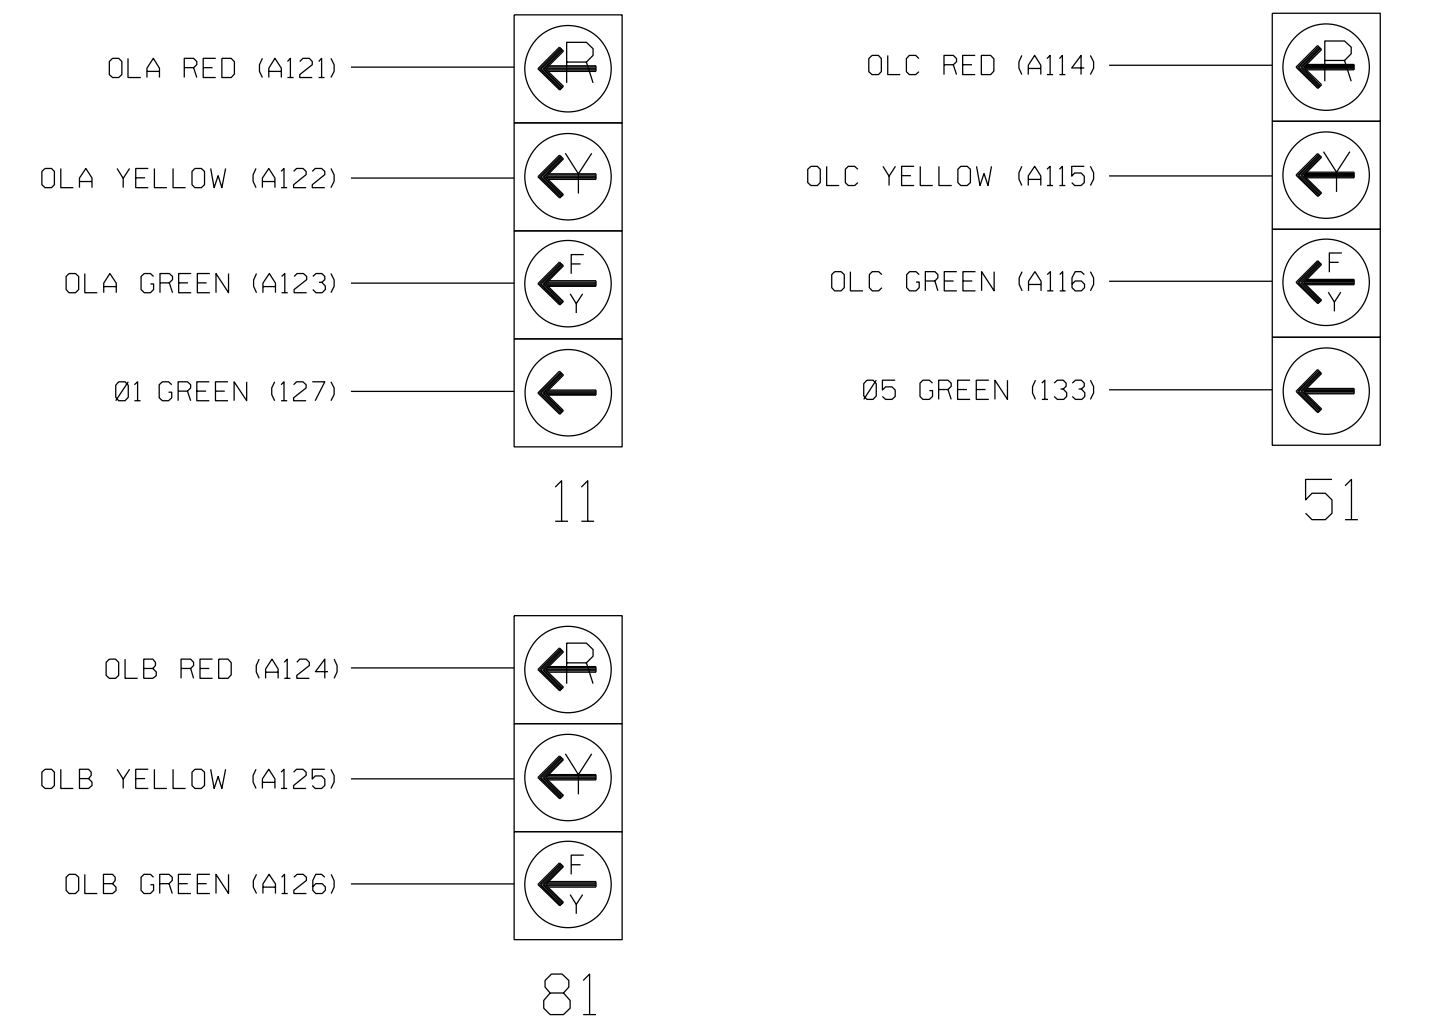 OLA RED (A121)
R
OLA YELLOW (A122)
Y
OLA GREEN (A123)
F
Y
Ø1 GREEN (127)
11
OLC RED (A114)
R
OLC YELLOW (A115)
Y
OLC GREEN (A116)
F
Y
Ø5 GREEN (133)
51
OLB RED (A124)
R
OLB YELLOW (A125)
Y
OLB GREEN (A126)
F
Y
81